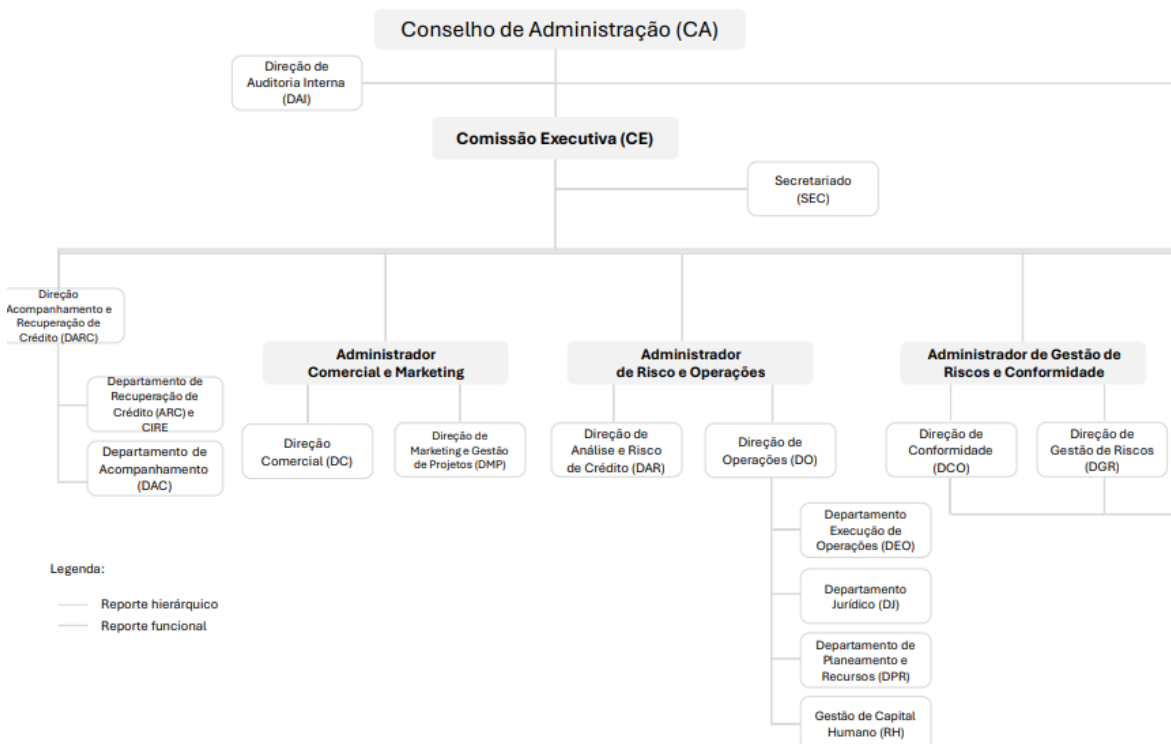 Conselho de Administração (CA)
Direção de
Auditoria Interna
(DAI)
Comissão Executiva (CE)
Secretariado
(SEC)
Direção
Acompanhamento e
Recuperação de
Crédito (DARC)
Departamento de
Recuperação de
Crédito (ARC) e
CIRE
Departamento de
Acompanhamento
(DAC)
Administrador
Comercial e Marketing
Direção
Comercial (DC)
Direção de
Marketing e Gestão
de Projetos (DMP)
Administrador
de Risco e Operações
Direção de
Análise e Risco
de Crédito (DAR)
Direção de
Operações (DO)
Departamento
Execução de
Operações (DEO)
Departamento
Jurídico (DJ)
Departamento de
Planeamento e
Recursos (DPR)
Gestão de Capital
Humano (RH)
Administrador de Gestão de
Riscos e Conformidade
Direção de
Conformidade
(DCO)
Direção de
Gestão de Riscos
(DGR)
Legenda:
Reporte hierárquico
Reporte funcional